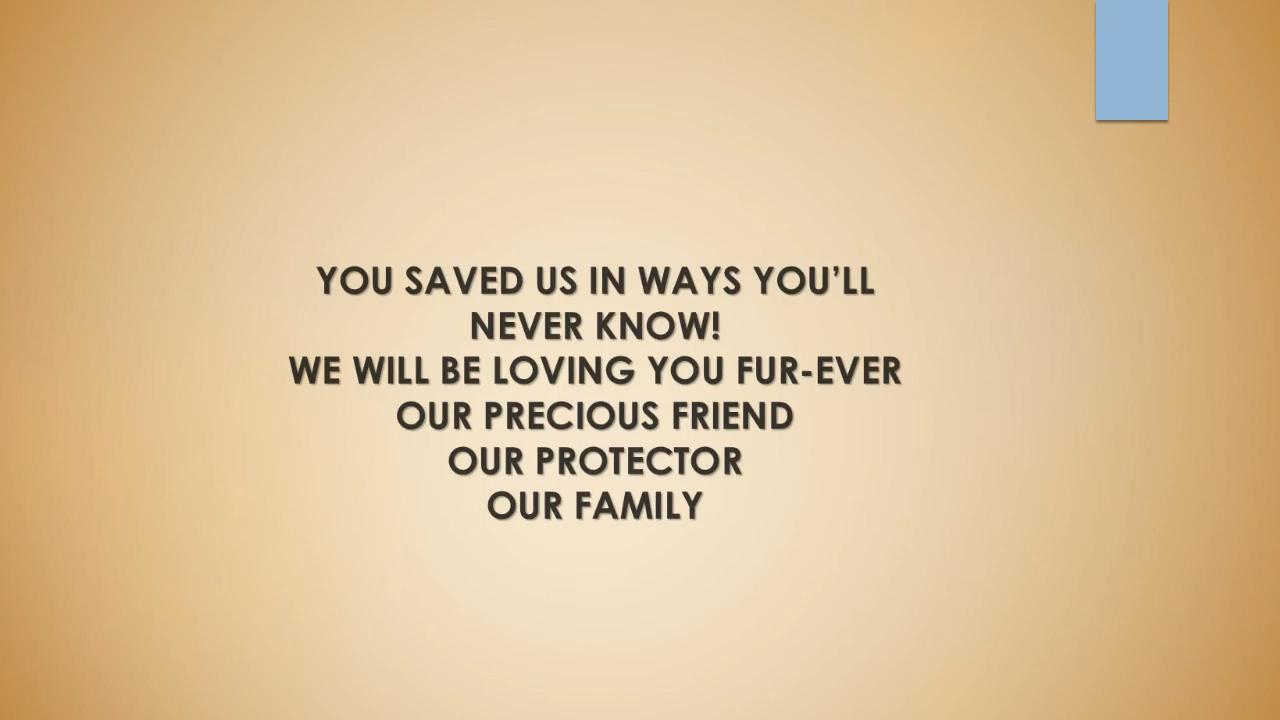 YOU SAVED US IN WAYS YOU’LL
NEVER KNOW!
WE WILL BE LOVING YOU FUR-EVER
OUR PRECIOUS FRIEND
OUR PROTECTOR
OUR FAMILY